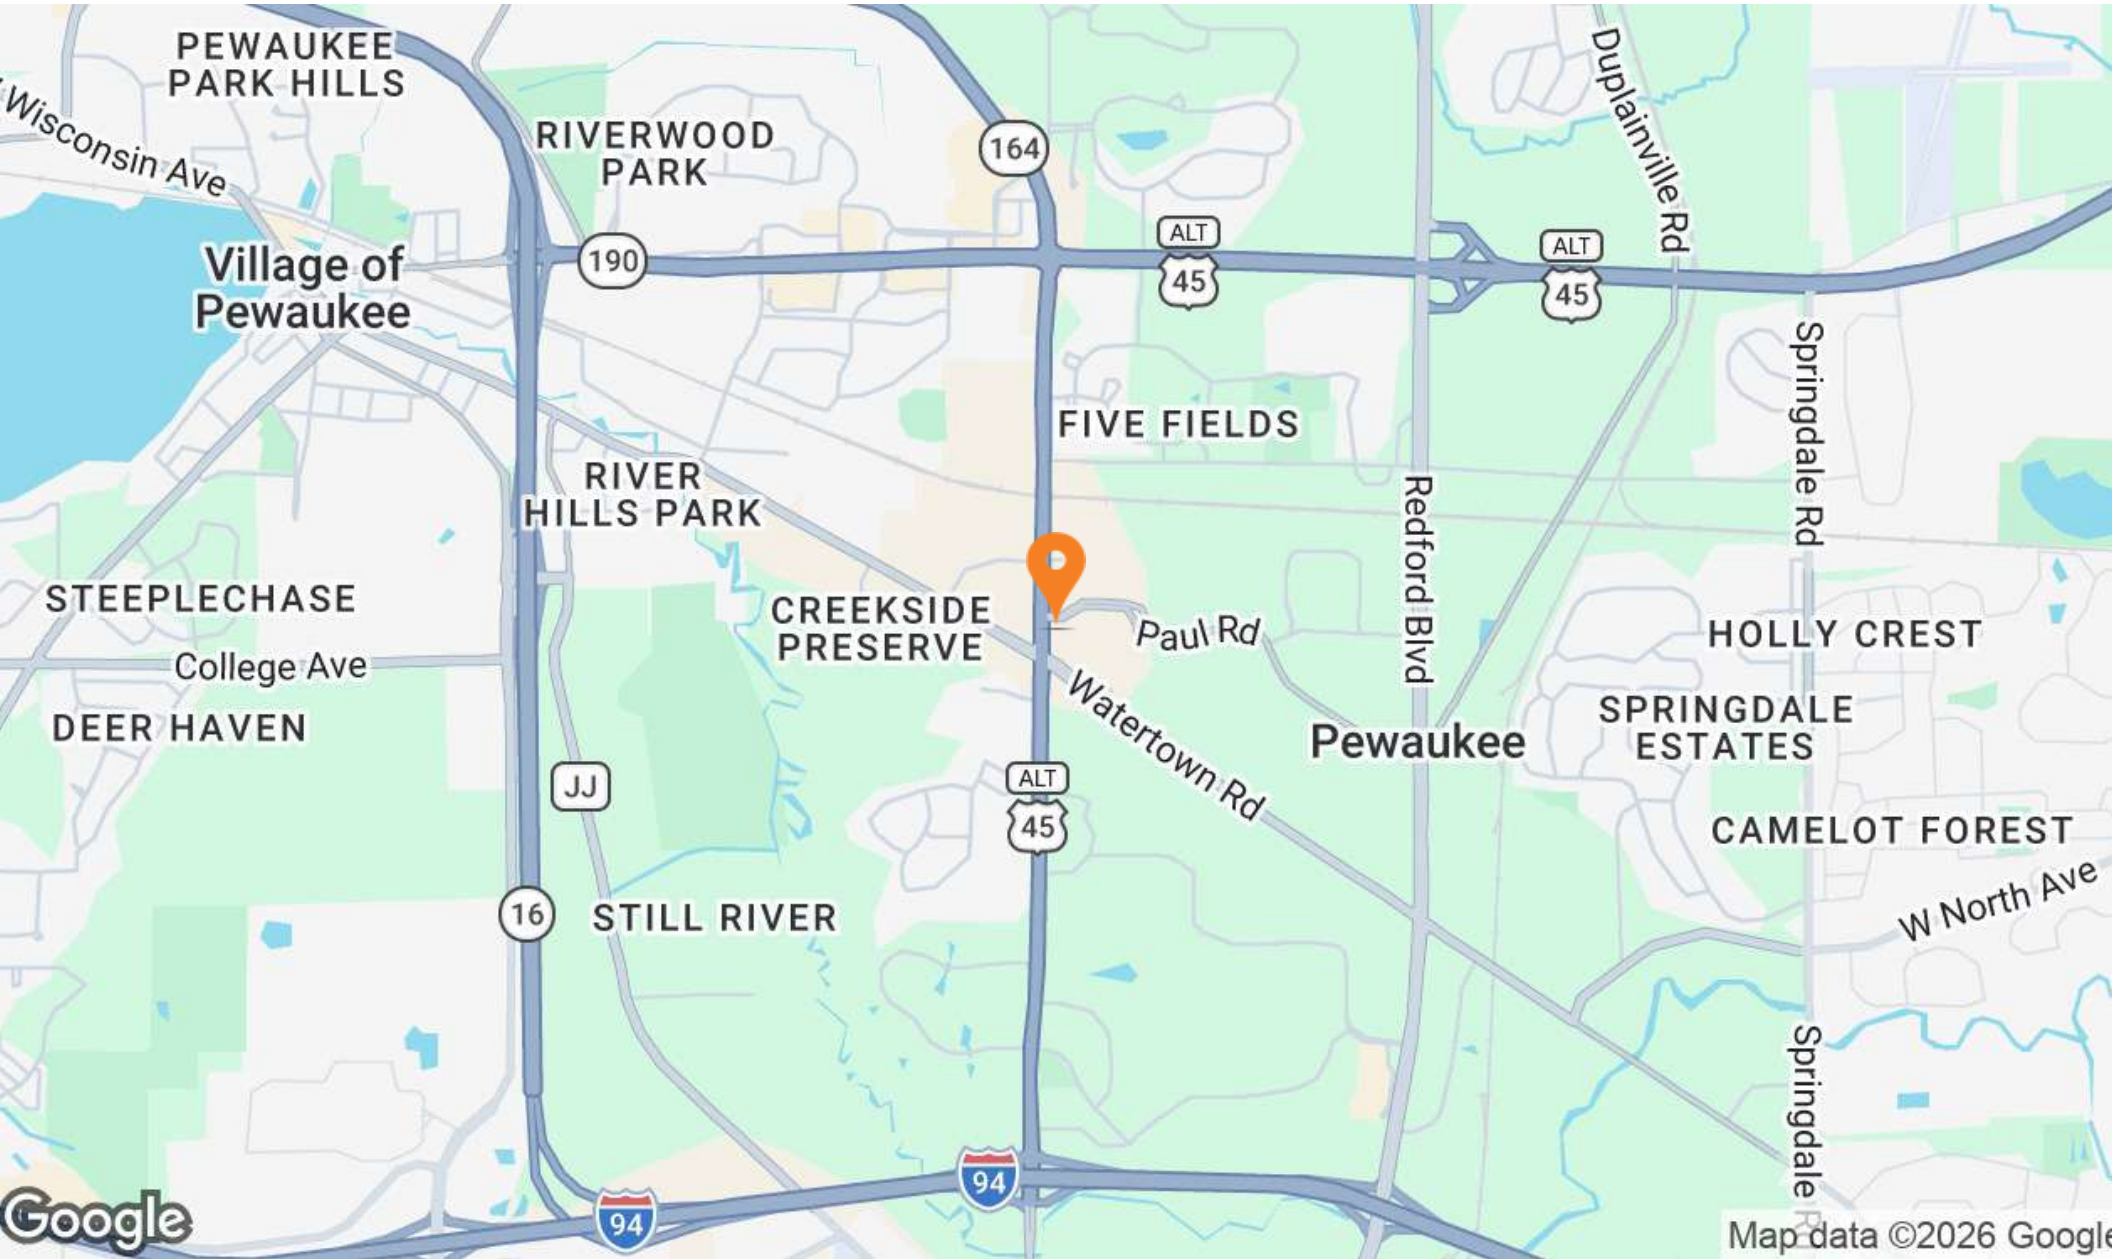 PEWAUKEE
PARK HILLS
Wisconsin Ave
RIVERWOOD
PARK
164
Duplainville Rd
190
ALT
45
ALT
45
Village of
Pewaukee
Springdale Rd
FIVE FIELDS
RIVER
HILLS PARK
Redford Blvd
STEEPLECHASE
CREEKSIDE
PRESERVE
Paul Rd
HOLLY CREST
College Ave
DEER HAVEN
Watertown Rd
Pewaukee
SPRINGDALE
ESTATES
JJ
ALT
45
CAMELOT FOREST
W North Ave
16
STILL RIVER
Springdale Rd
94
94
Google
Map data ©2026 Google